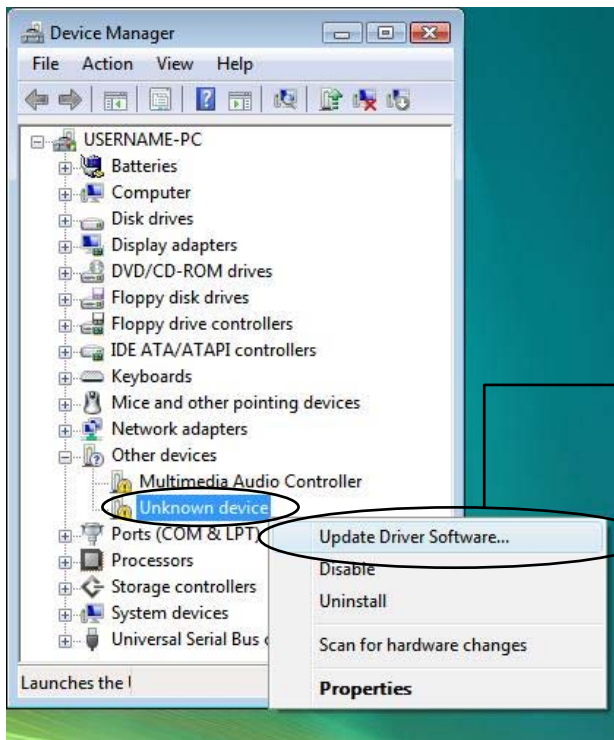 Device Manager
File Action View Help
USERNAME-PC
Batteries
Computer
Disk drives
Display adapters
DVD/CD-ROM drives
Floppy disk drives
Floppy drive controllers
IDE ATA/ATAPI controllers
Keyboards
Mice and other pointing devices
Network adapters
Other devices
Multimedia Audio Controller
Unknown device
Ports (COM & LPT)
Processors
Storage controllers
System devices
Universal Serial Bus
Launches the
Update Driver Software...
Disable
Uninstall
Scan for hardware changes
Properties